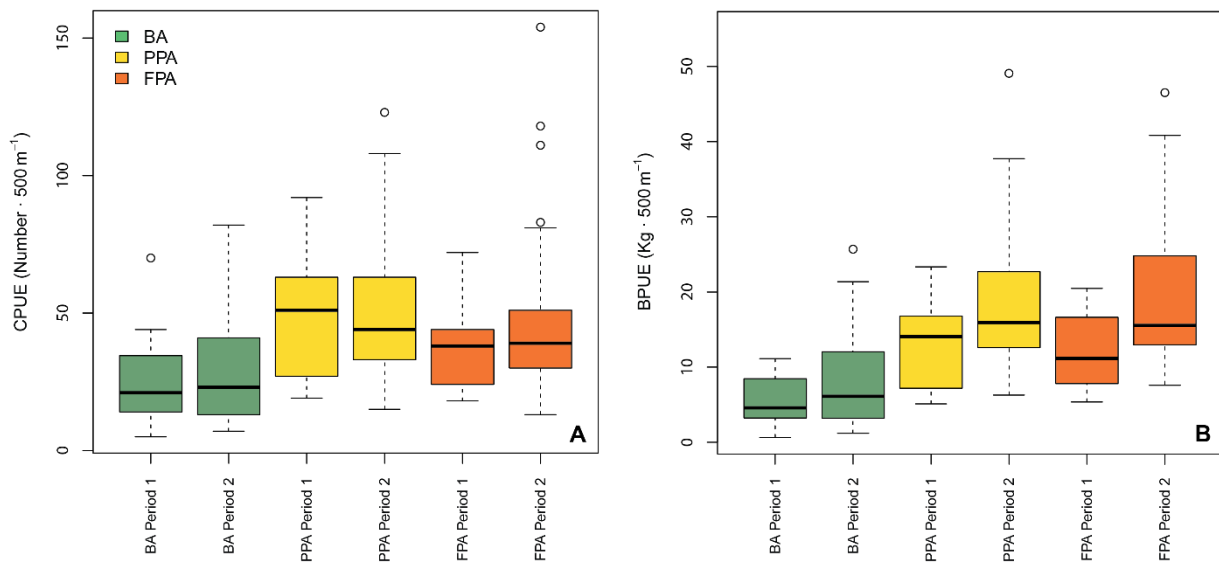 CPUE (Number · 500 m⁻¹)
150
100
50
0
BA
PPA
FPA
A
BA Period 1
BA Period 2
PPA Period 1
PPA Period 2
FPA Period 1
FPA Period 2
BPUE (Kg · 500 m⁻¹)
50
40
30
20
10
0
B
BA Period 1
BA Period 2
PPA Period 1
PPA Period 2
FPA Period 1
FPA Period 2